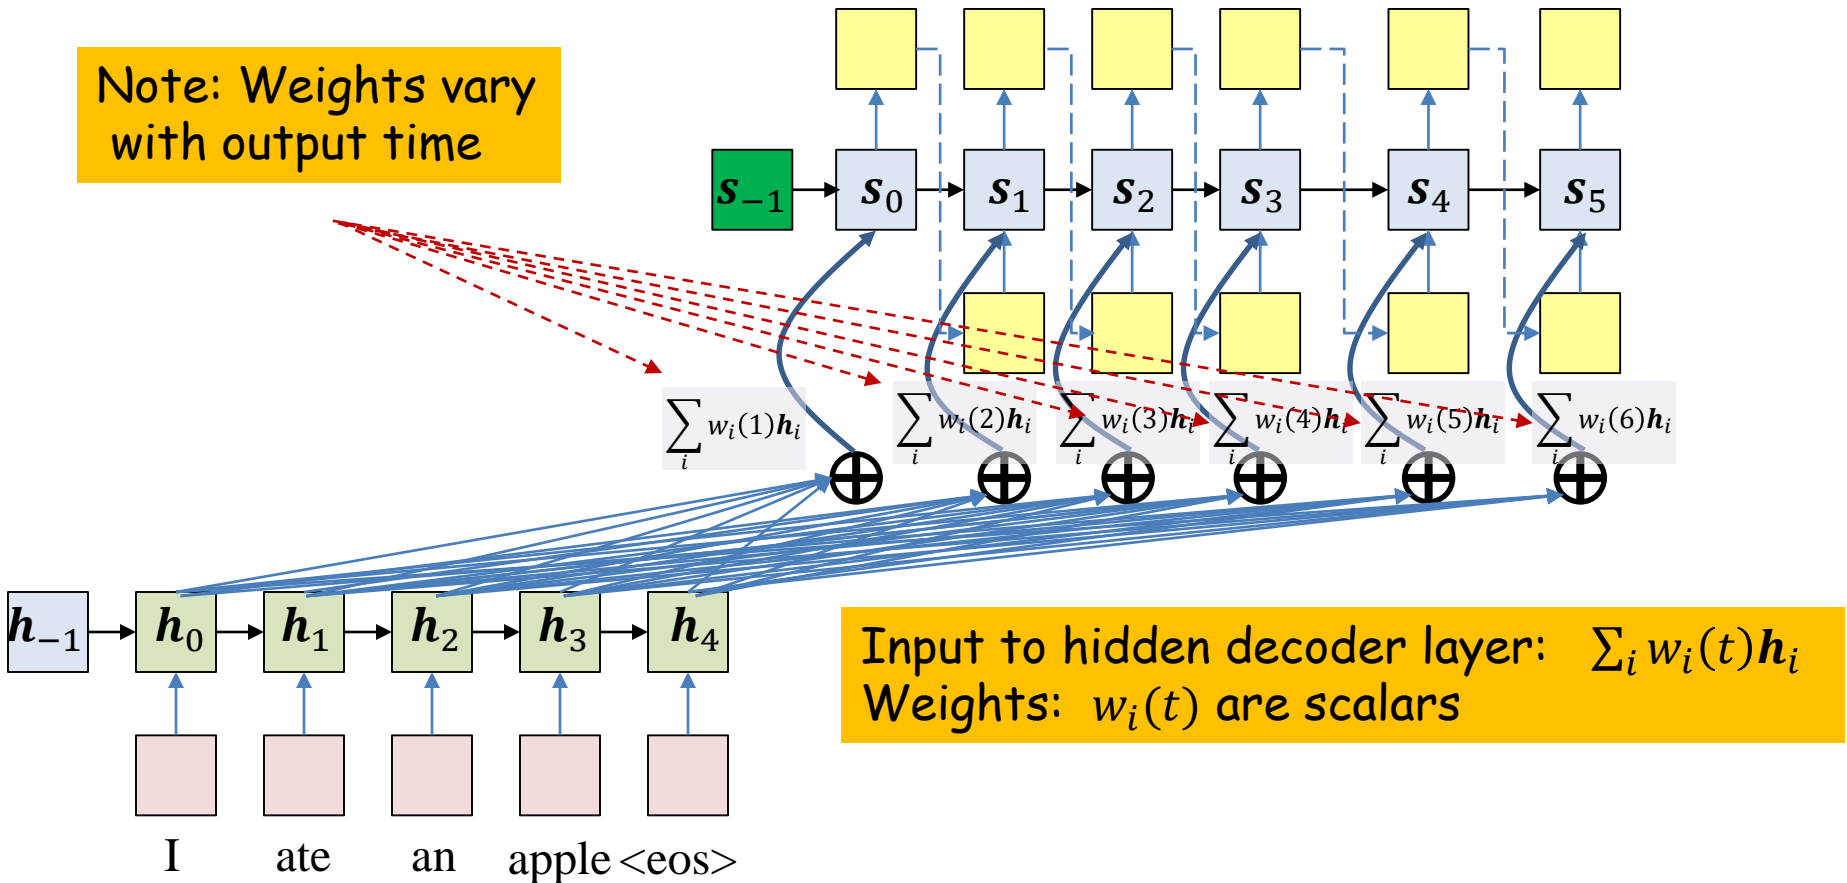 Note: Weights vary
with output time
𝒔₋₁ 𝒔₀ 𝒔₁ 𝒔₂ 𝒔₃ 𝒔₄ 𝒔₅
∑ᵢ wᵢ(1)𝒉ᵢ ∑ᵢ wᵢ(2)𝒉ᵢ ∑ᵢ wᵢ(3)𝒉ᵢ ∑ᵢ wᵢ(4)𝒉ᵢ ∑ᵢ wᵢ(5)𝒉ᵢ ∑ᵢ wᵢ(6)𝒉ᵢ
𝒉₋₁ 𝒉₀ 𝒉₁ 𝒉₂ 𝒉₃ 𝒉₄
Input to hidden decoder layer: ∑ᵢ wᵢ(t)𝒉ᵢ
Weights: wᵢ(t) are scalars
I ate an apple <eos>